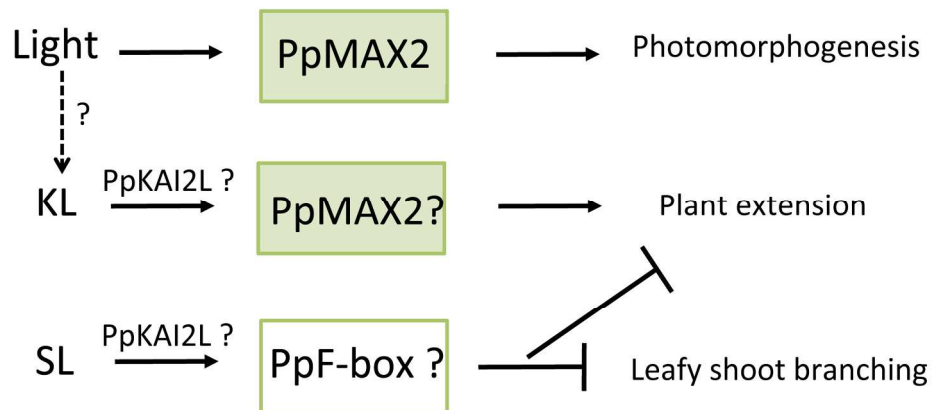 Light
PpMAX2
Photomorphogenesis
?
KL
PpKAI2L ?
PpMAX2?
Plant extension
SL
PpKAI2L ?
PpF-box ?
Leafy shoot branching